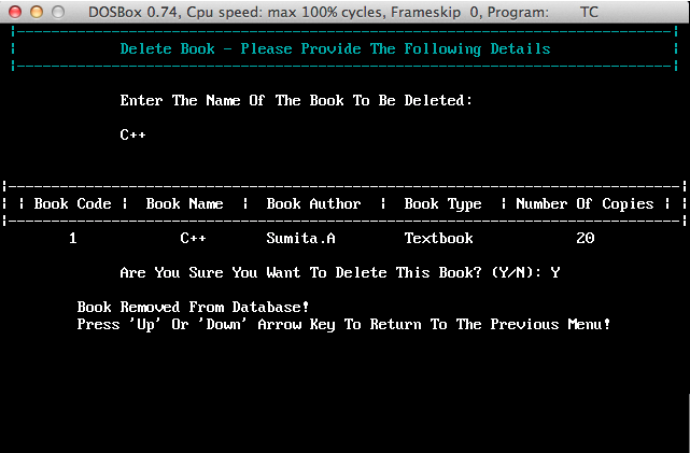 DOSBox 0.74, Cpu speed: max 100% cycles, Frameskip 0, Program: TC
Delete Book - Please Provide The Following Details
Enter The Name Of The Book To Be Deleted:
C++
| | Book Code | Book Name | Book Author | Book Type | Number Of Copies | |
1 C++ Sumita.A Textbook 20
Are You Sure You Want To Delete This Book? (Y/N): Y
Book Removed From Database!
Press 'Up' Or 'Down' Arrow Key To Return To The Previous Menu!